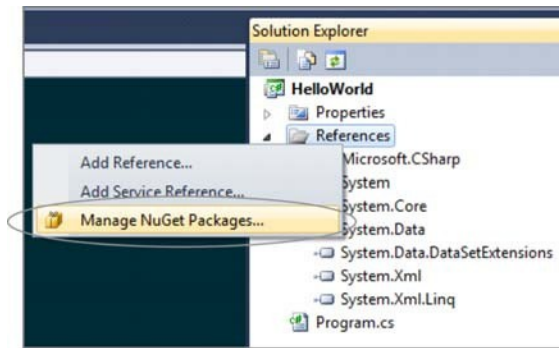 Solution Explorer
HelloWorld
Properties
References
Microsoft.CSharp
System
System.Core
System.Data
System.Data.DataSetExtensions
System.Xml
System.Xml.Linq
Program.cs
Add Reference...
Add Service Reference...
Manage NuGet Packages...